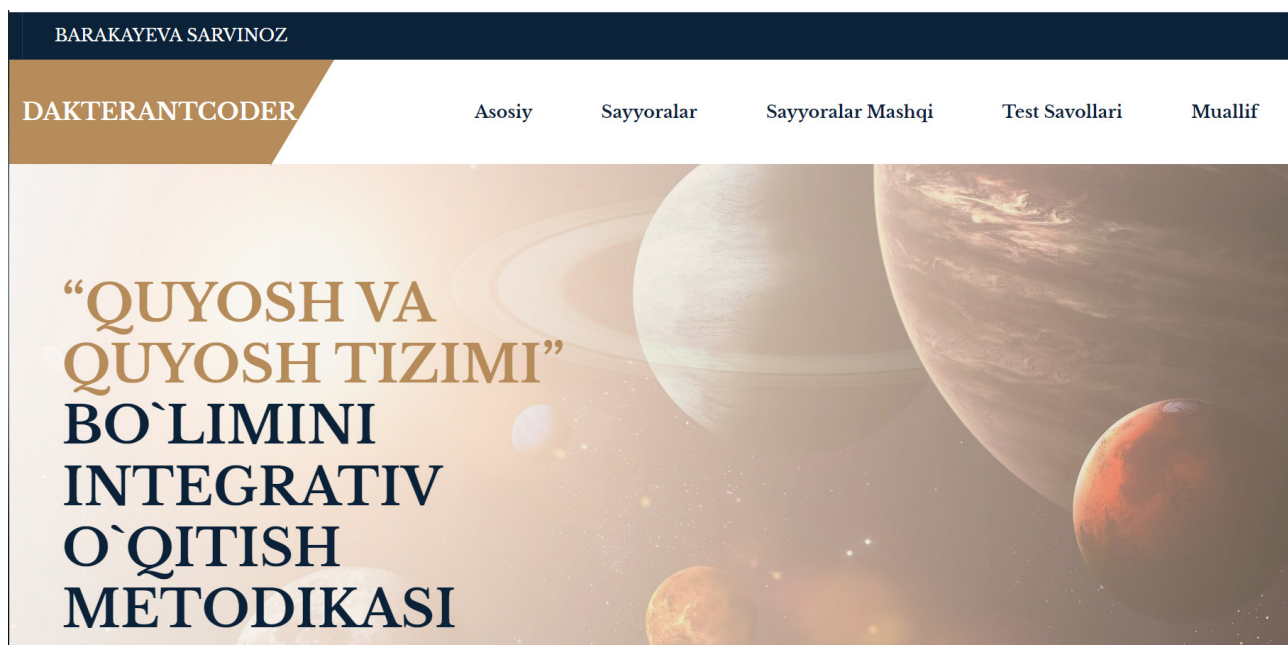 BARAKAYEVA SARVINOZ
DAKTERANTCODER
Asosiy Sayyoralar Sayyoralar Mashqi Test Savollari Muallif
“QUYOSH VA
QUYOSH TIZIMI”
BO`LIMINI
INTEGRATIV
O`QITISH
METODIKASI